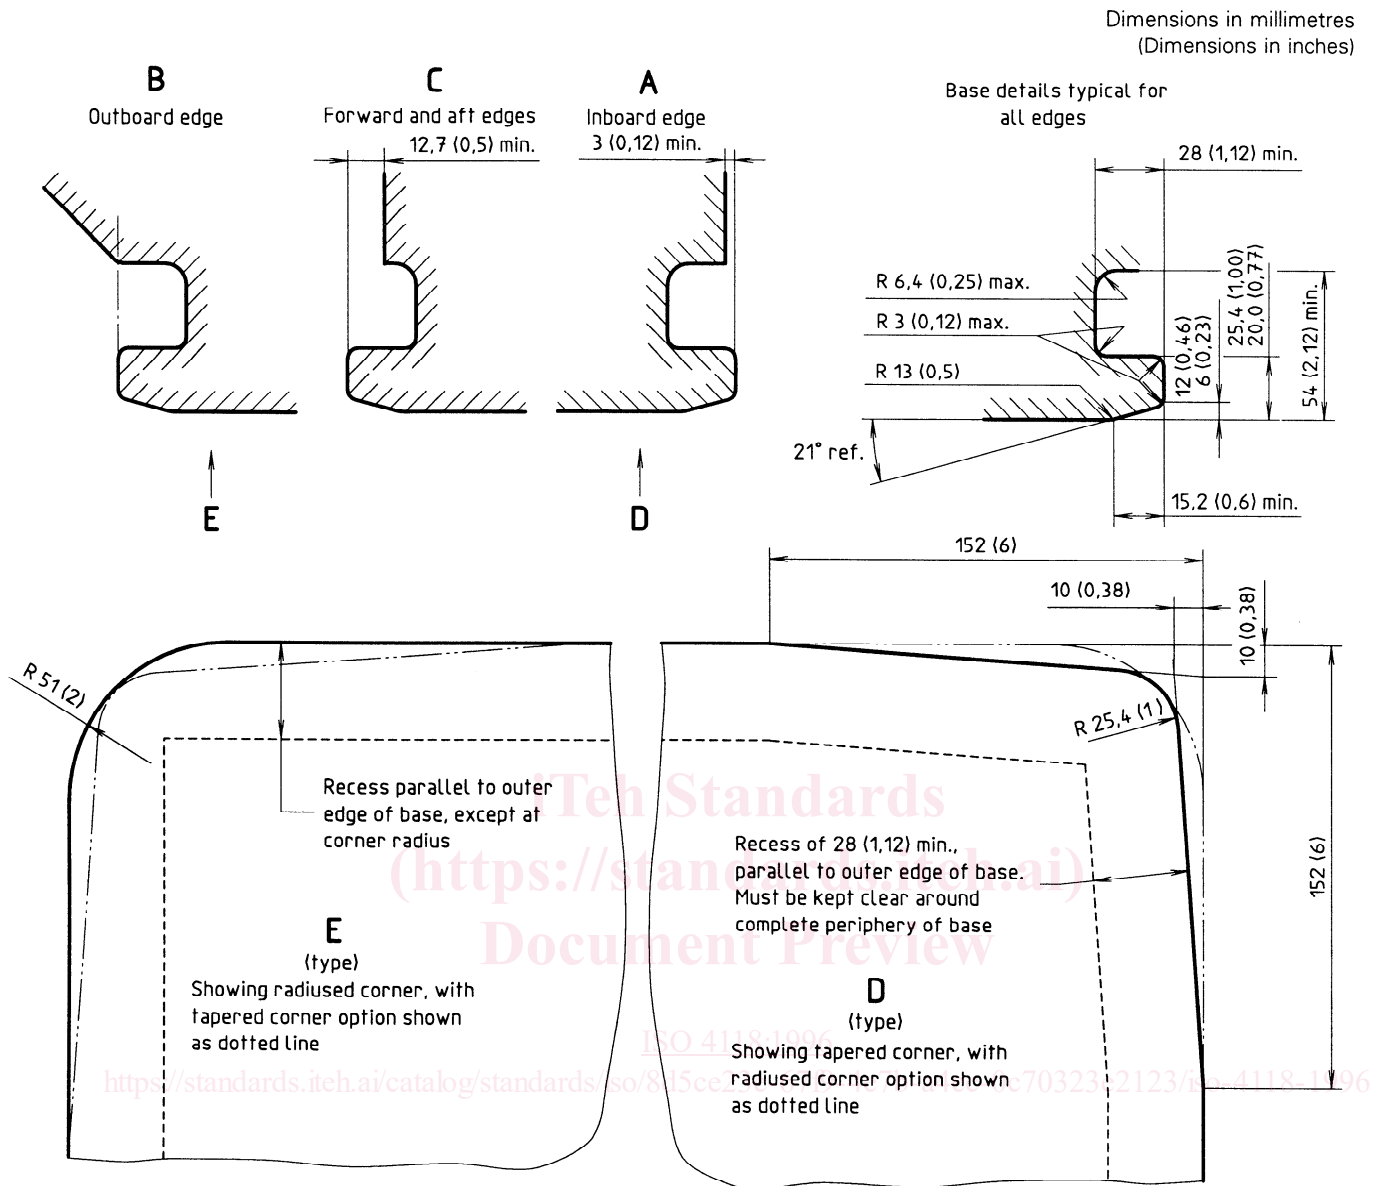 Dimensions in millimetres
(Dimensions in inches)
B
Outboard edge
C
Forward and aft edges
12,7 (0,5) min.
A
Inboard edge
3 (0,12) min.
Base details typical for
all edges
28 (1,12) min.
R 6,4 (0,25) max.
R 3 (0,12) max.
R 13 (0,5)
12 (0,46)
6 (0,23)
25,4 (1,00)
20,0 (0,77)
54 (2,12) min.
21° ref.
15,2 (0,6) min.
E
D
152 (6)
10 (0,38)
10 (0,38)
R 51 (2)
R 25,4 (1)
152 (6)
Recess parallel to outer
edge of base, except at
corner radius
Recess of 28 (1,12) min.,
parallel to outer edge of base.
Must be kept clear around
complete periphery of base
E
(type)
Showing radiused corner, with
tapered corner option shown
as dotted line
D
(type)
Showing tapered corner, with
radiused corner option shown
as dotted line
iTeh Standards
(https://standards.iteh.ai)
Document Preview
ISO 4118:1996